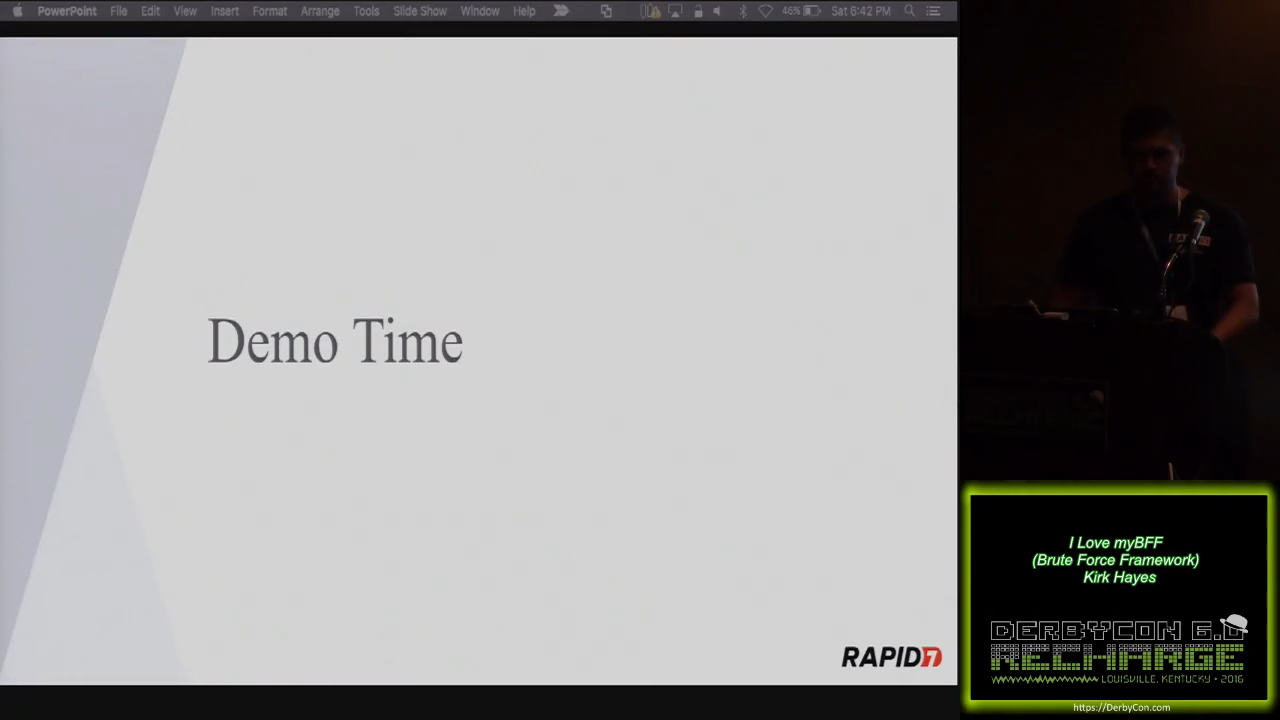 PowerPoint File Edit View Insert Format Arrange Tools Slide Show Window Help 46% Sat 6:42 PM
Demo Time
RAPID7
I Love myBFF
(Brute Force Framework)
Kirk Hayes
DERBYCON 6.0
RECHARGE
LOUISVILLE, KENTUCKY • 2016
https://DerbyCon.com